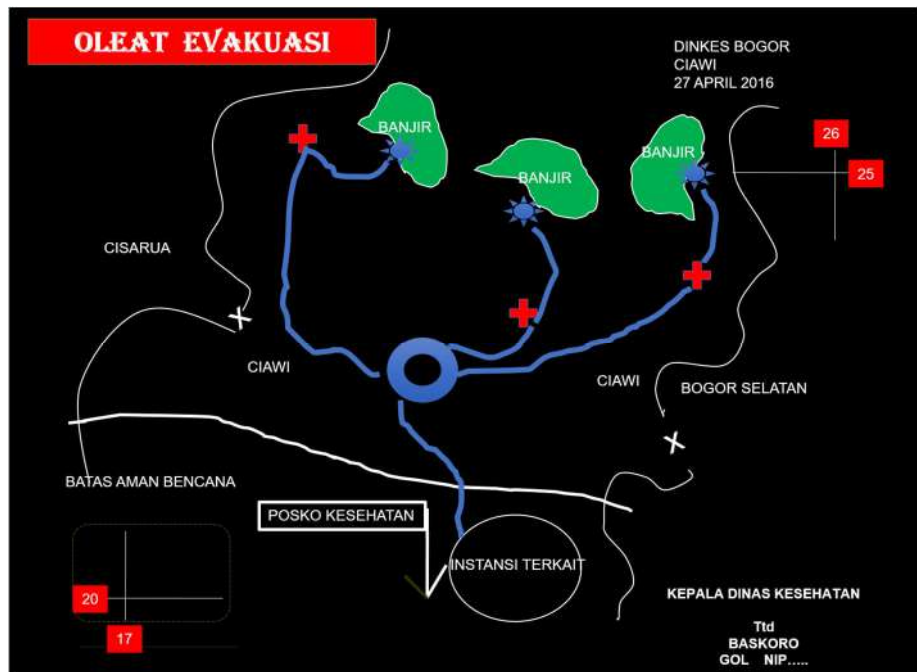 OLEAT EVAKUASI
DINKES BOGOR
CIAWI
27 APRIL 2016
BANJIR
BANJIR
BANJIR
26
25
CISARUA
X
CIAWI
CIAWI
BOGOR SELATAN
X
BATAS AMAN BENCANA
POSKO KESEHATAN
INSTANSI TERKAIT
20
17
KEPALA DINAS KESEHATAN
Ttd
BASKORO
GOL NIP.....